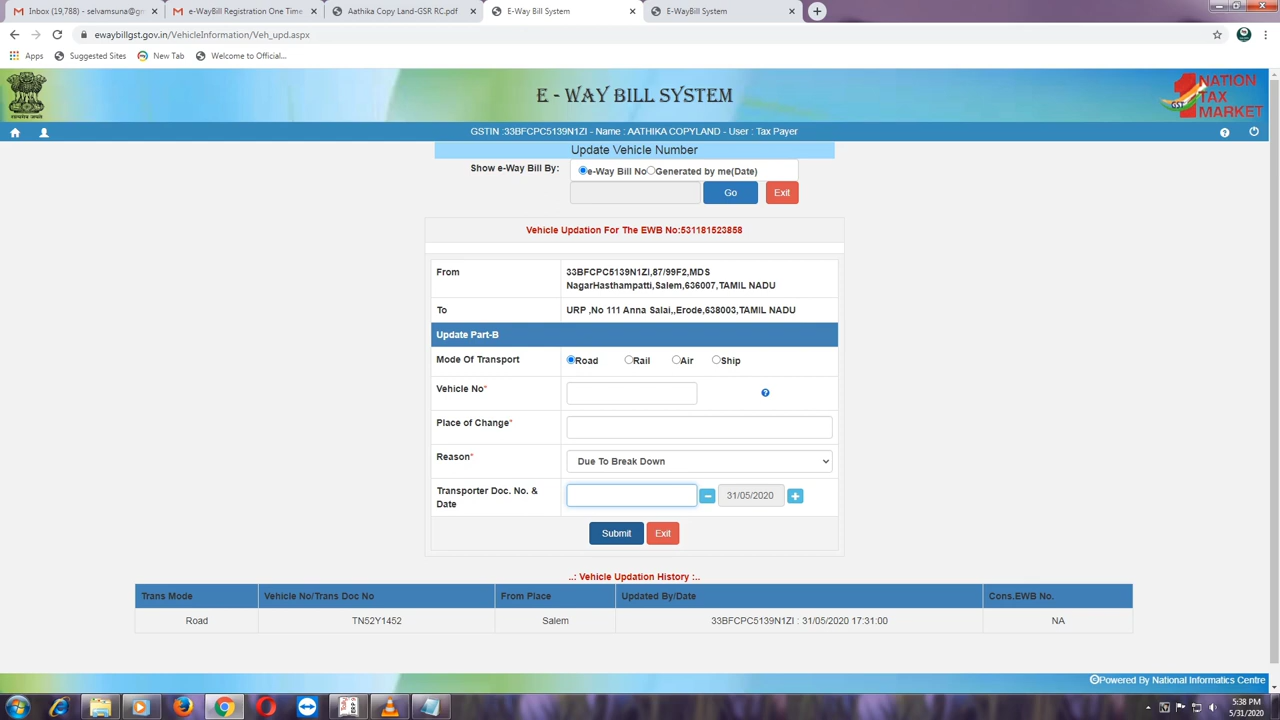 Inbox (19,788) - selvamsuna@g
e-WayBill Registration One Time
Aathika Copy Land-GSR RC.pdf
E-Way Bill System
E-WayBill System
ewaybillgst.gov.in/VehicleInformation/Veh_upd.aspx
Apps
Suggested Sites
New Tab
Welcome to Official...
E - WAY BILL SYSTEM
1 NATION
TAX
MARKET
GST
GSTIN :33BFCPC5139N1ZI - Name : AATHIKA COPYLAND - User : Tax Payer
Update Vehicle Number
Show e-Way Bill By: e-Way Bill No Generated by me(Date)
Go Exit
Vehicle Updation For The EWB No:531181523858
From 33BFCPC5139N1ZI,87/99F2,MDS
NagarHasthampatti,Salem,636007,TAMIL NADU
To URP ,No 111 Anna Salai,,Erode,638003,TAMIL NADU
Update Part-B
Mode Of Transport Road Rail Air Ship
Vehicle No*
Place of Change*
Reason* Due To Break Down
Transporter Doc. No. & 31/05/2020
Date
Submit Exit
..: Vehicle Updation History :..
Trans Mode Vehicle No/Trans Doc No From Place Updated By/Date Cons.EWB No.
Road TN52Y1452 Salem 33BFCPC5139N1ZI : 31/05/2020 17:31:00 NA
Powered By National Informatics Centre
5:38 PM
5/31/2020